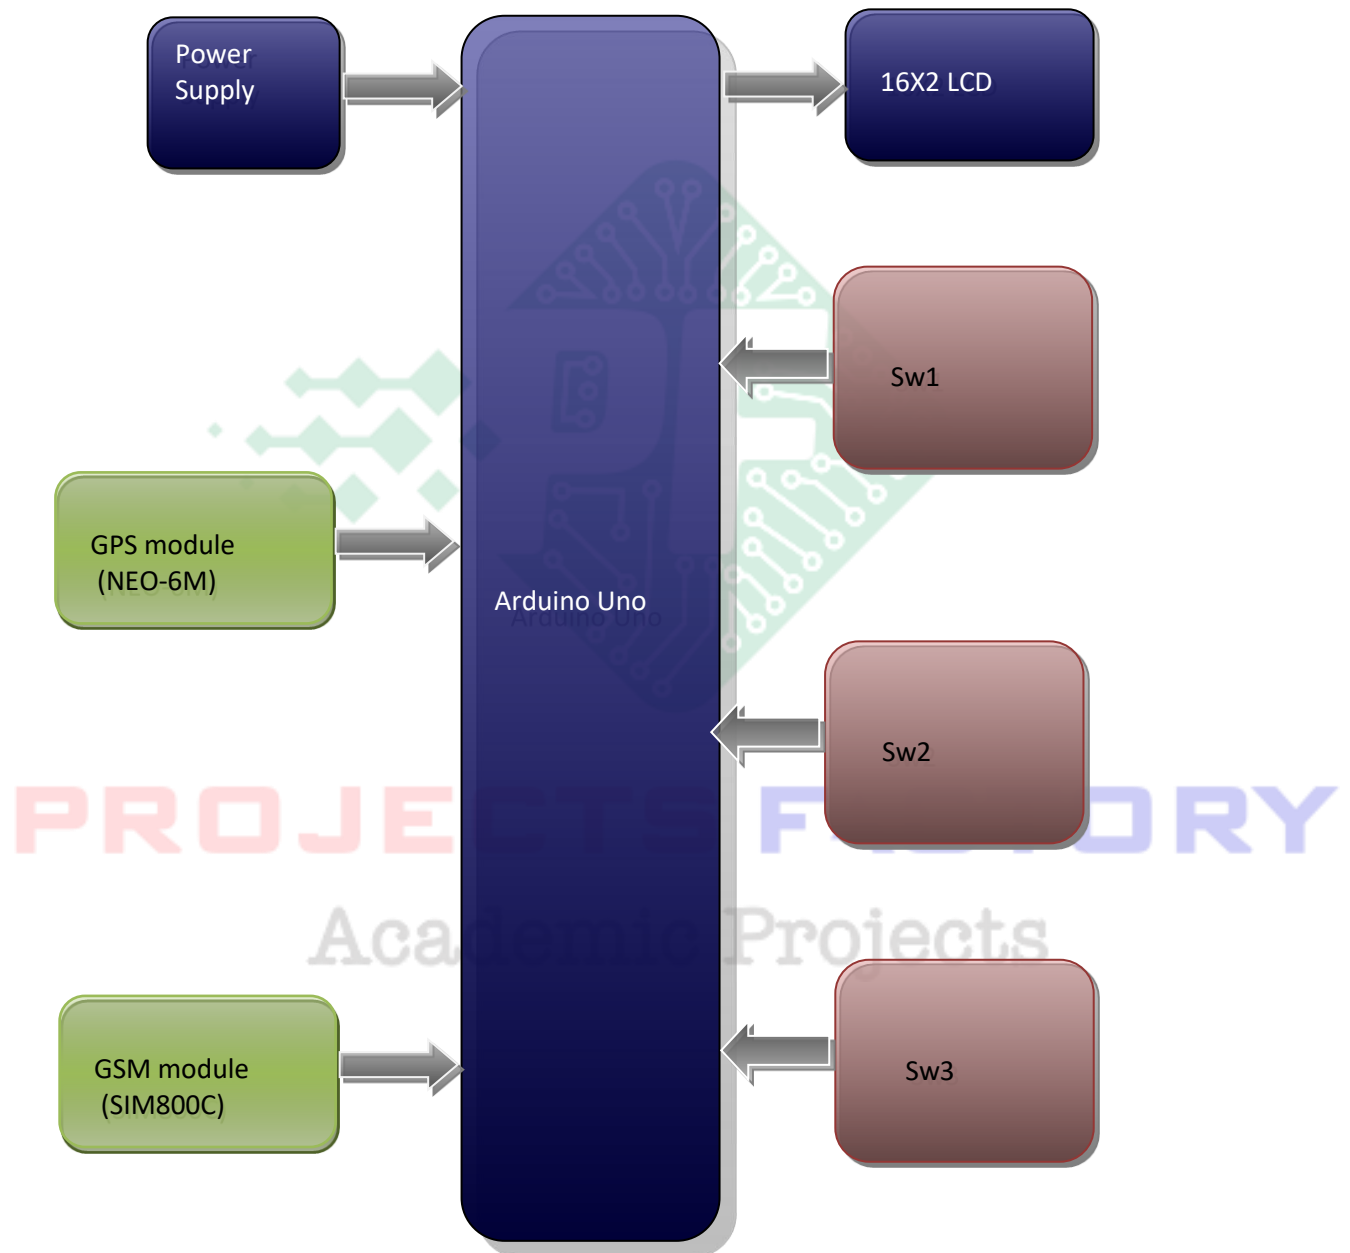 Power
Supply
16X2 LCD
Sw1
GPS module
(NEO-6M)
Arduino Uno
Sw2
PROJECTS FACTORY
Academic Projects
GSM module
(SIM800C)
Sw3